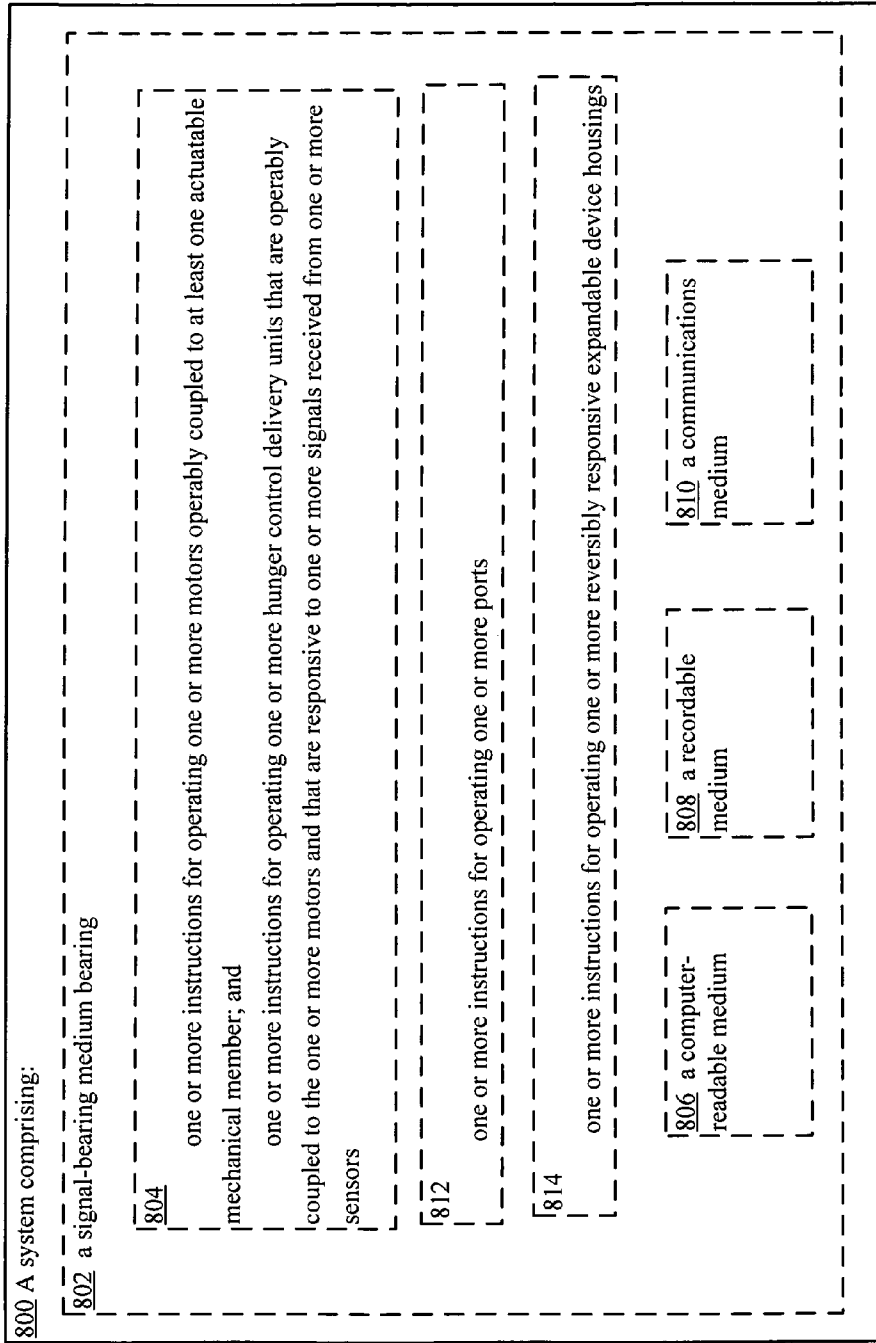 800 A system comprising:
802 a signal-bearing medium bearing
804
one or more instructions for operating one or more motors operably coupled to at least one actuatable
mechanical member; and
one or more instructions for operating one or more hunger control delivery units that are operably
coupled to the one or more motors and that are responsive to one or more signals received from one or more
sensors
812
one or more instructions for operating one or more ports
814
one or more instructions for operating one or more reversibly responsive expandable device housings
806 a computer-
readable medium
808 a recordable
medium
810 a communications
medium